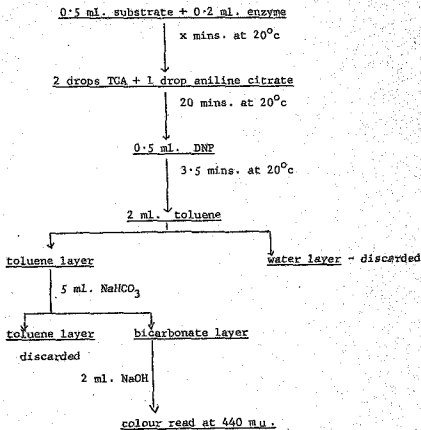 0·5 ml. substrate + 0·2 ml. enzyme
x mins. at 20°c
2 drops TCA + 1 drop aniline citrate
20 mins. at 20°c
0·5 ml. DNP
3·5 mins. at 20°c
2 ml. toluene
toluene layer
water layer - discarded
5 ml. NaHCO3
toluene layer
bicarbonate layer
discarded
2 ml. NaOH
colour read at 440 mu.